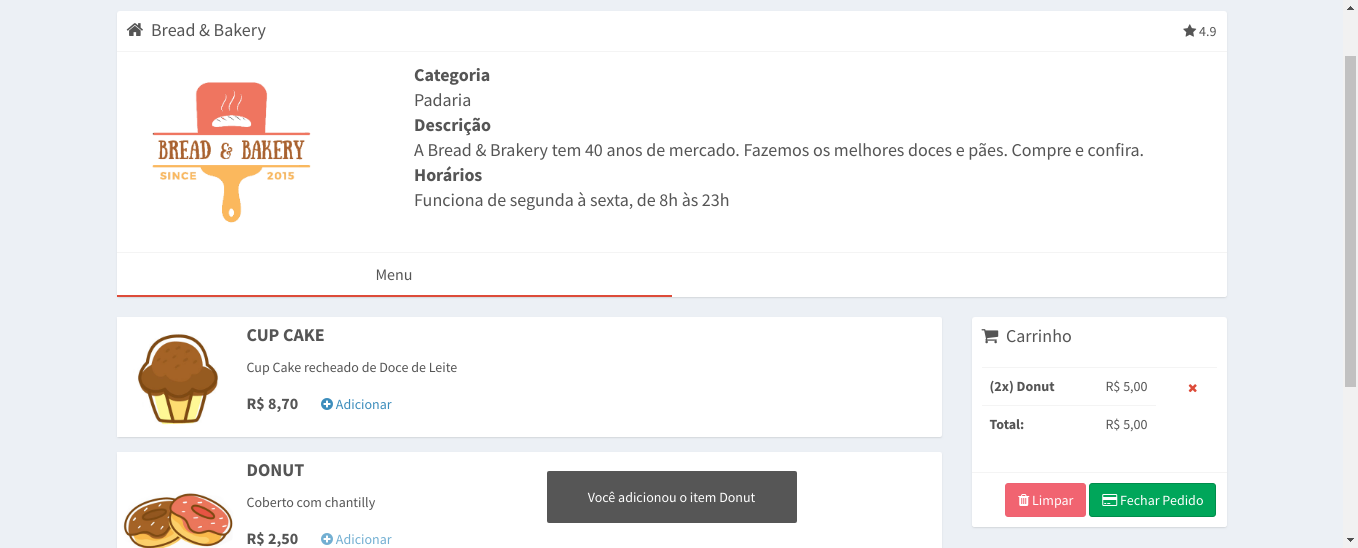 Bread & Bakery
4.9
BREAD & BAKERY
SINCE 2015
Categoria
Padaria
Descrição
A Bread & Brakery tem 40 anos de mercado. Fazemos os melhores doces e pães. Compre e confira.
Horários
Funciona de segunda à sexta, de 8h às 23h
Menu
CUP CAKE
Cup Cake recheado de Doce de Leite
R$ 8,70 Adicionar
DONUT
Coberto com chantilly
R$ 2,50 Adicionar
Você adicionou o item Donut
Carrinho
(2x) Donut R$ 5,00
Total: R$ 5,00
Limpar Fechar Pedido